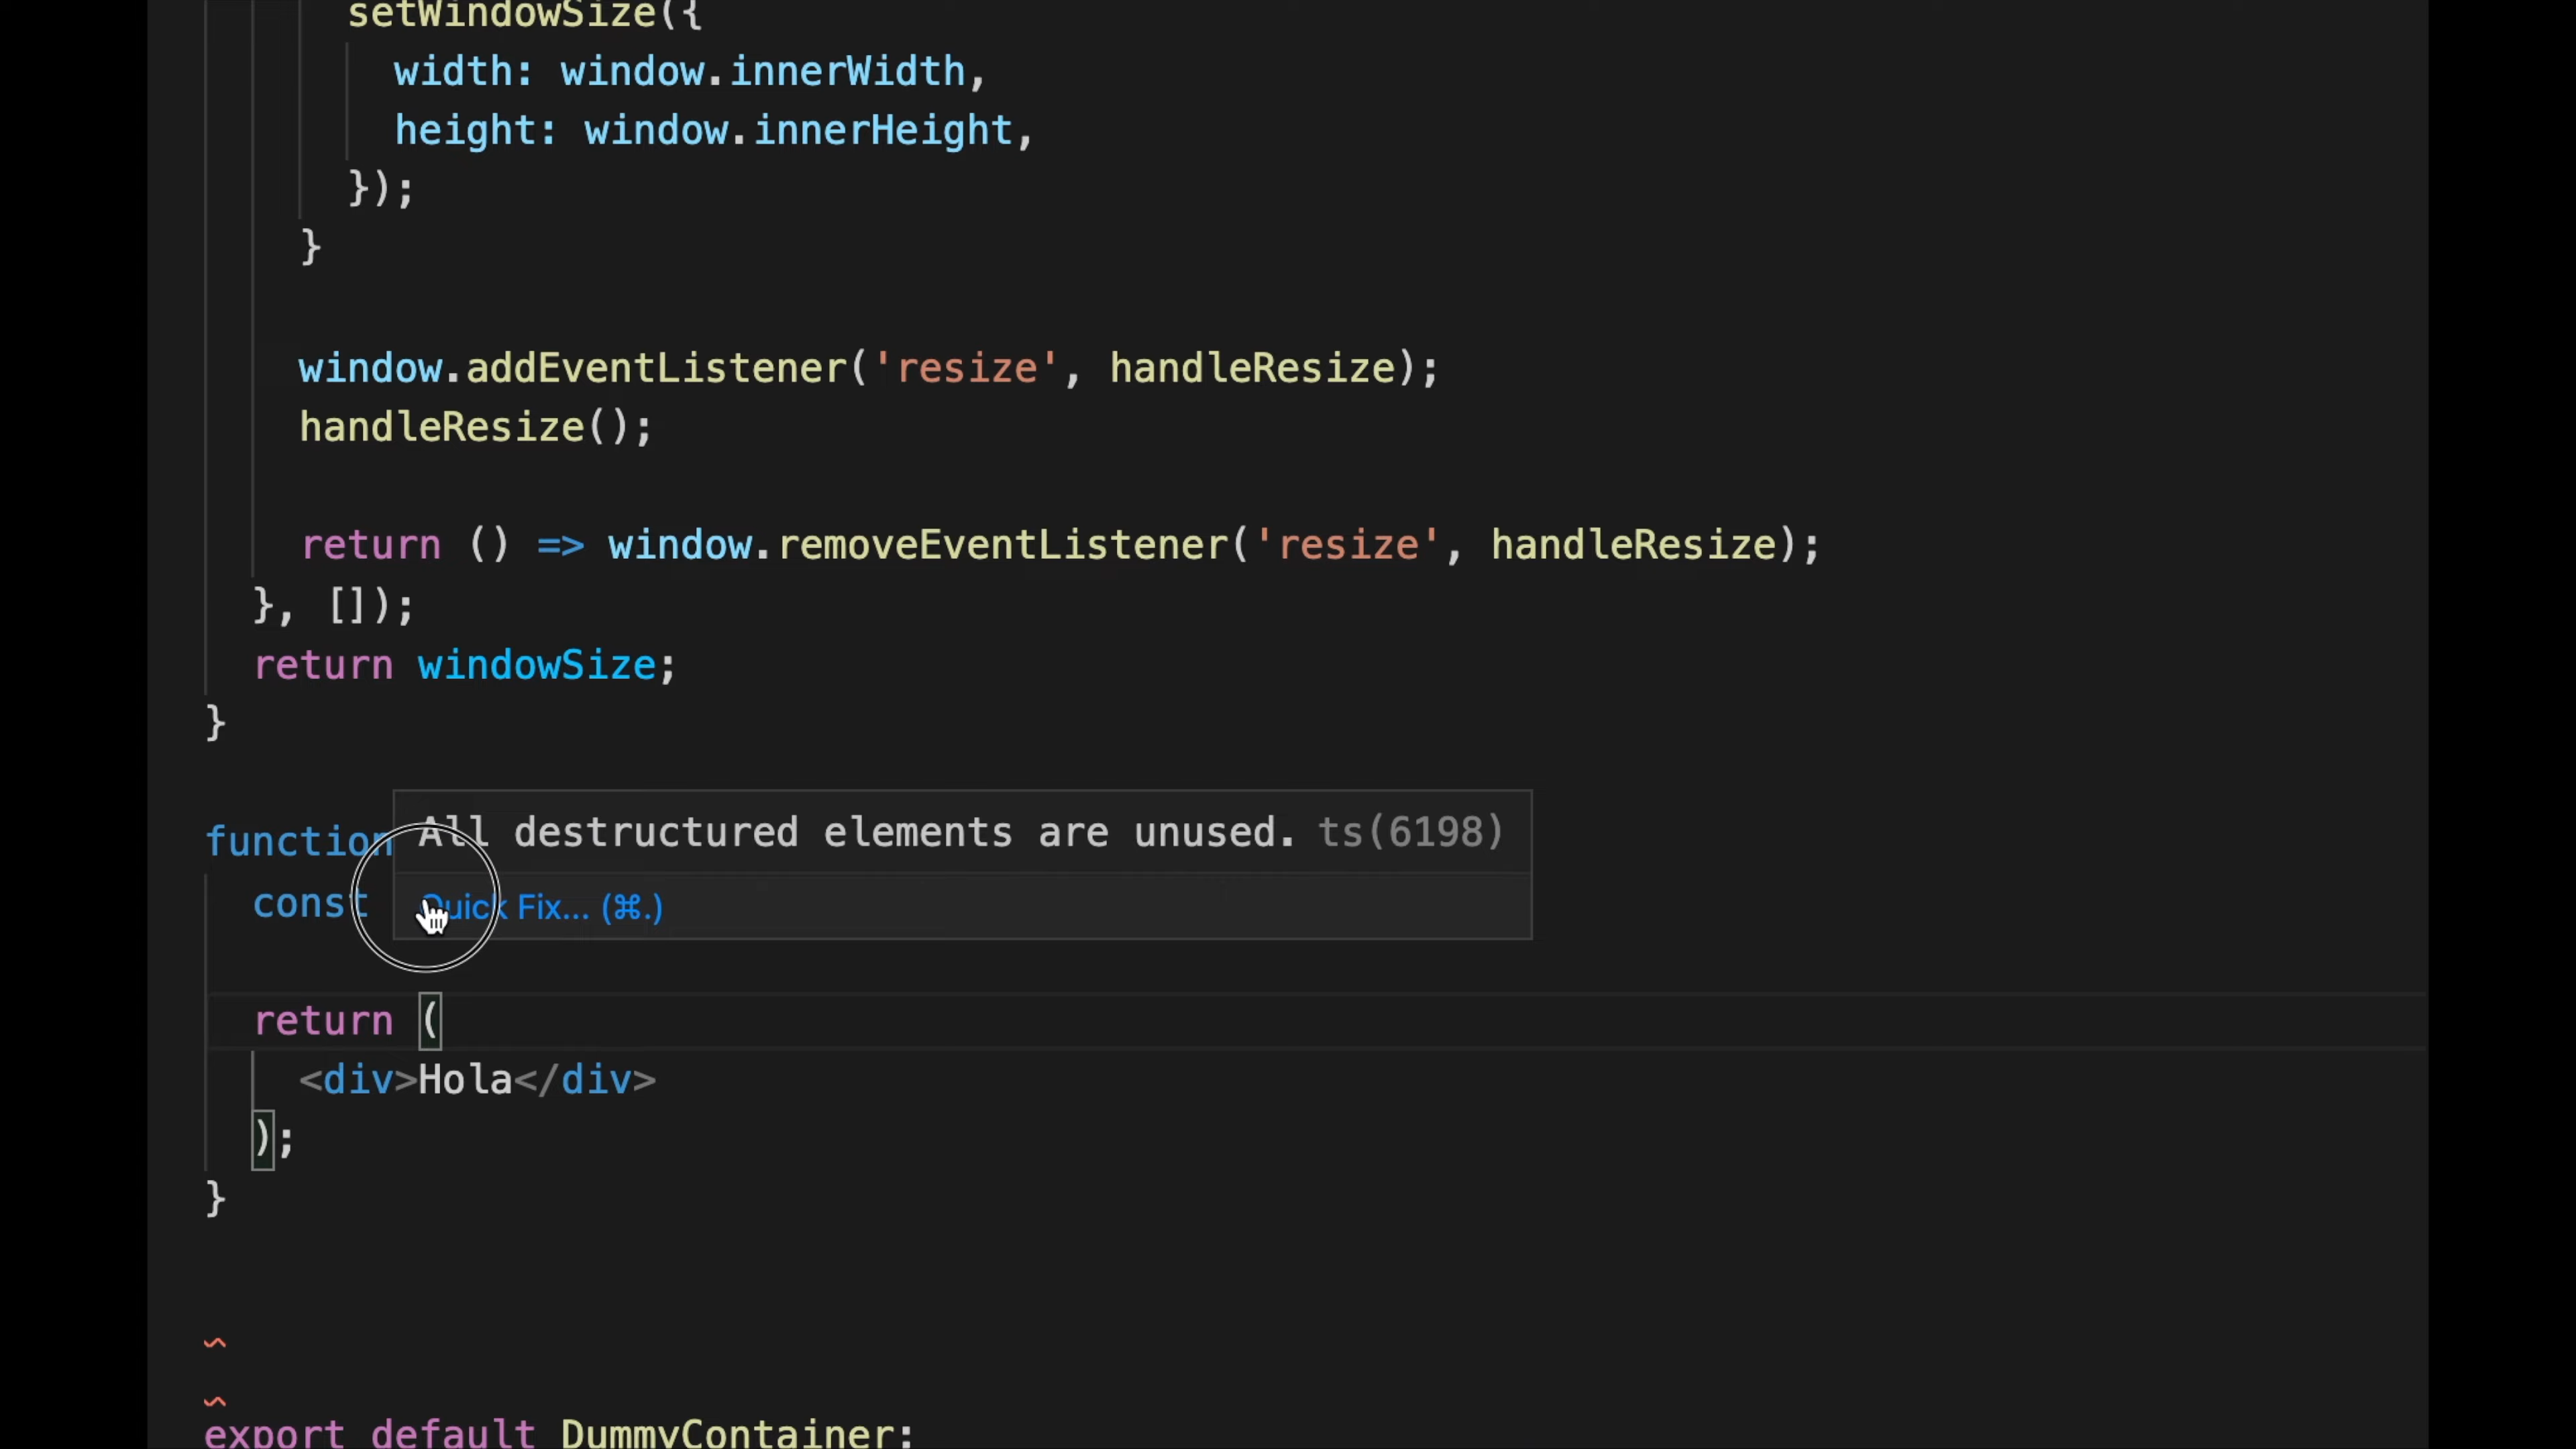 setWindowSize({
width: window.innerWidth,
height: window.innerHeight,
});
}
window.addEventListener('resize', handleResize);
handleResize();
return () => window.removeEventListener('resize', handleResize);
}, []);
return windowSize;
}
All destructured elements are unused. ts(6198)
function
const Quick Fix... (⌘.)
return (
<div>Hola</div>
);
}
export default DummyContainer;